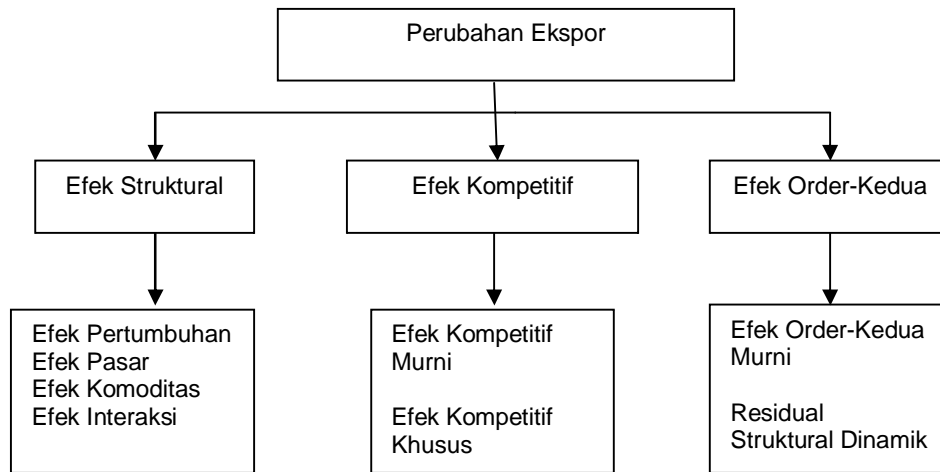 Perubahan Ekspor
Efek Struktural
Efek Kompetitif
Efek Order-Kedua
Efek Pertumbuhan
Efek Pasar
Efek Komoditas
Efek Interaksi
Efek Kompetitif
Murni
Efek Kompetitif
Khusus
Efek Order-Kedua
Murni
Residual
Struktural Dinamik